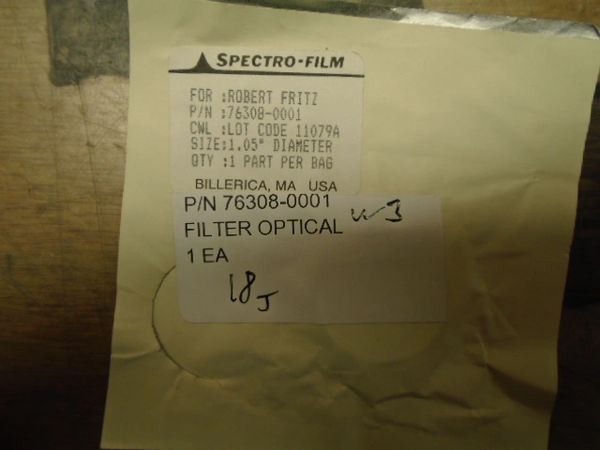 SPECTRO-FILM
FOR :ROBERT FRITZ
P/N :76308-0001
CWL :LOT CODE 11079A
SIZE:1.05" DIAMETER
QTY :1 PART PER BAG
BILLERICA, MA USA
P/N 76308-0001
FILTER OPTICAL
1 EA
18J